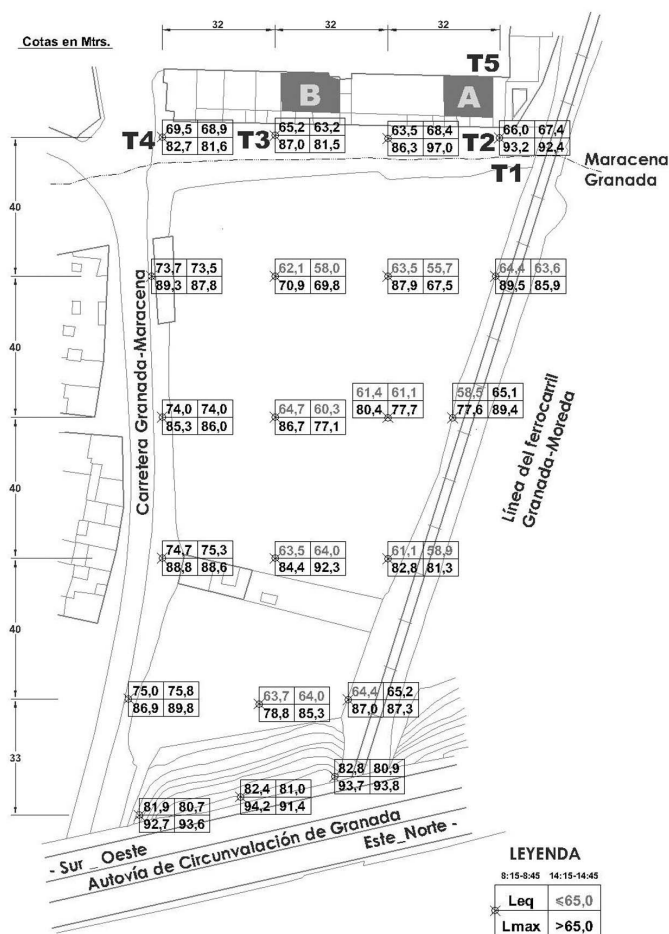 32 32 32
Cotas en Mtrs.
T5
B A
T4 T3 T2
69,5 68,9 65,2 63,2 63,5 68,4 66,0 67,4
82,7 81,6 87,0 81,5 86,3 97,0 93,2 92,4
T1
Maracena
Granada
40
73,7 73,5 62,1 58,0 63,5 55,7 64,4 63,6
89,3 87,8 70,9 69,8 87,9 67,5 89,5 85,9
40
61,4 61,1 58,5 65,1
80,4 77,7 77,6 89,4
74,0 74,0 64,7 60,3
85,3 86,0 86,7 77,1
Carretera Granada-Maracena
Línea del ferrocarril
Granada-Moreda
40
74,7 75,3 63,5 64,0 61,1 58,9
88,8 88,6 84,4 92,3 82,8 81,3
40
75,0 75,8 63,7 64,0 64,4 65,2
86,9 89,8 78,8 85,3 87,0 87,3
33
81,9 80,7 82,4 81,0 82,8 80,9
92,7 93,6 94,2 91,4 93,7 93,8
- Sur_Oeste
Autovía de Circunvalación de Granada
Este_Norte -
LEYENDA
8:15-8:45 14:15-14:45
Leq ≤65,0
Lmax >65,0